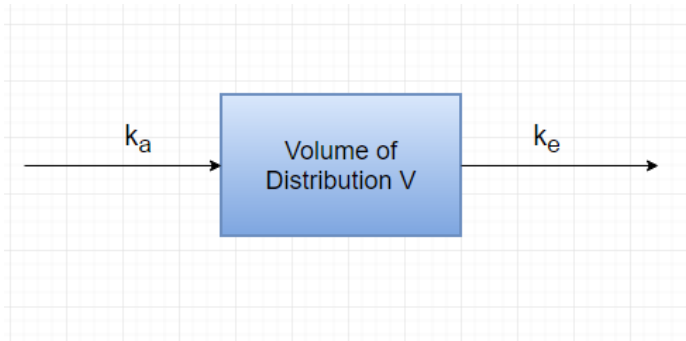 kₐ
Volume of
Distribution V
kₑ